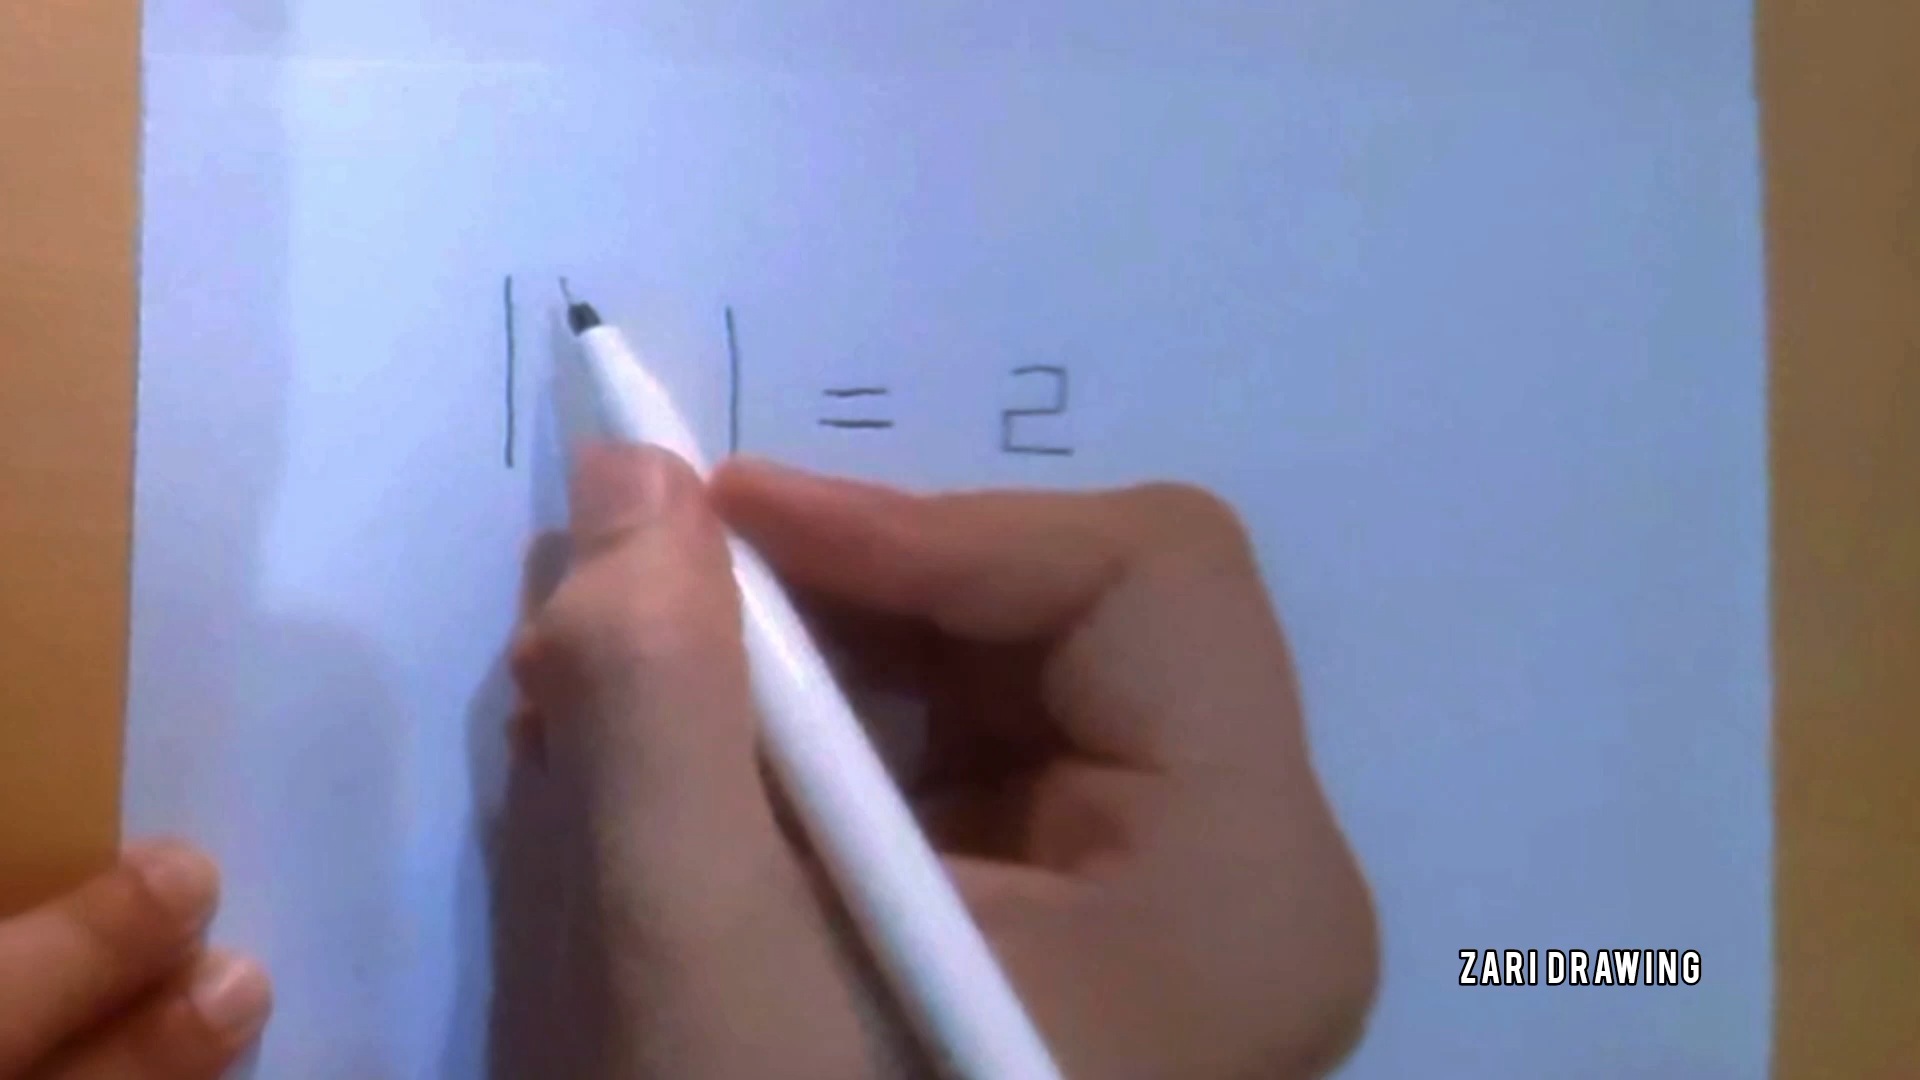 | | = 2
ZARI DRAWING